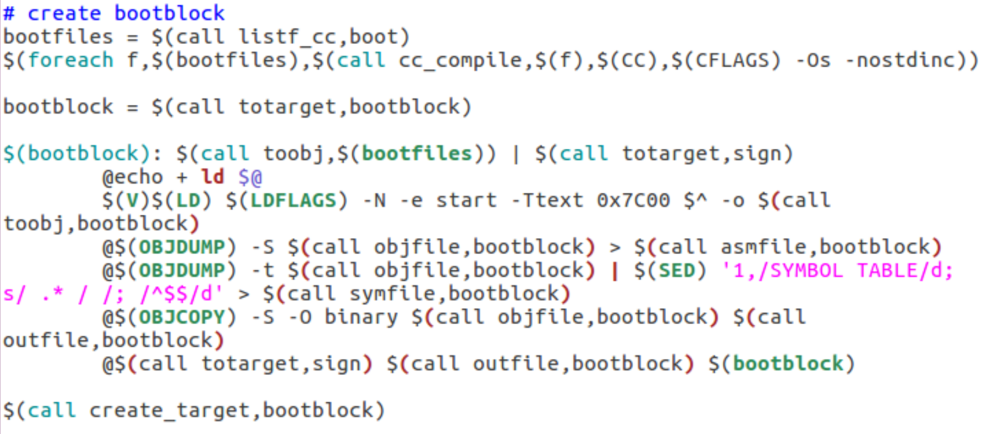 # create bootblock
bootfiles = $(call listf_cc,boot)
$(foreach f,$(bootfiles),$(call cc_compile,$(f),$(CC),$(CFLAGS) -Os -nostdinc))
bootblock = $(call totarget,bootblock)
$(bootblock): $(call toobj,$(bootfiles)) | $(call totarget,sign)
@echo + ld $@
$(V)$(LD) $(LDFLAGS) -N -e start -Ttext 0x7C00 $^ -o $(call
toobj,bootblock)
@$(OBJDUMP) -S $(call objfile,bootblock) > $(call asmfile,bootblock)
@$(OBJDUMP) -t $(call objfile,bootblock) | $(SED) '1,/SYMBOL TABLE/d;
s/ .* / /; /^$$/d' > $(call symfile,bootblock)
@$(OBJCOPY) -S -O binary $(call objfile,bootblock) $(call
outfile,bootblock)
@$(call totarget,sign) $(call outfile,bootblock) $(bootblock)
$(call create_target,bootblock)